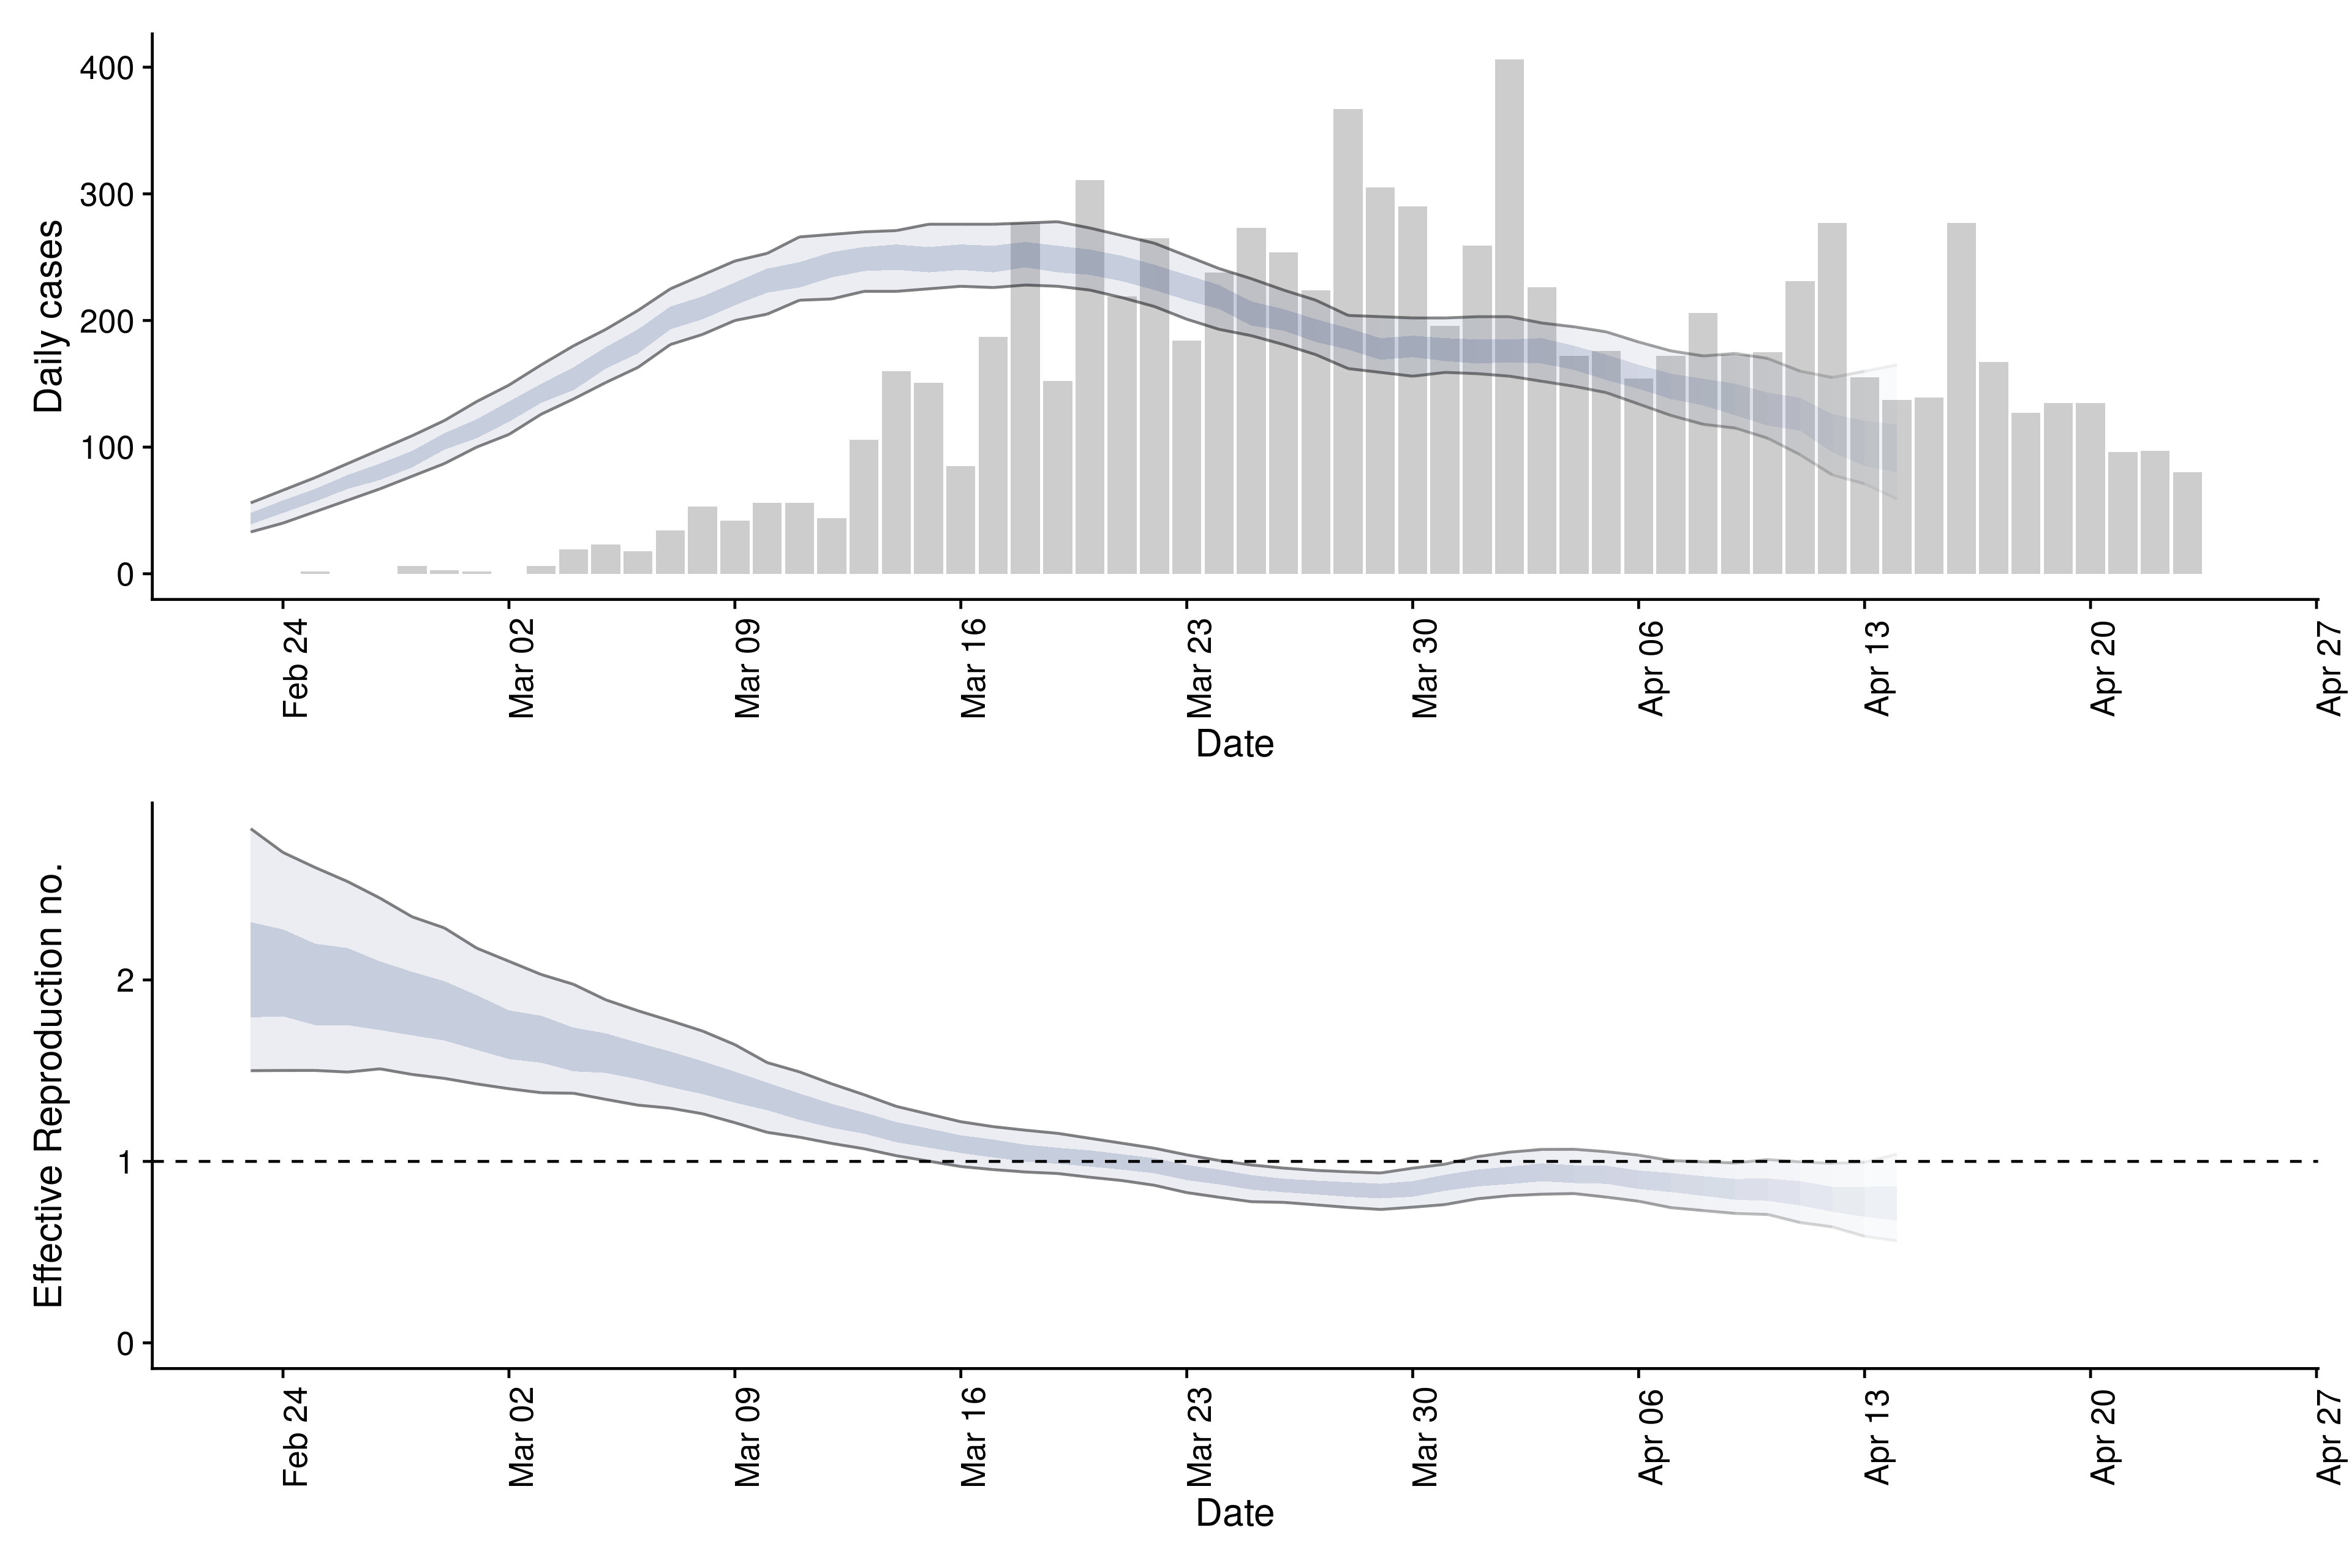 Daily cases
400
300
200
100
0
Feb 24
Mar 02
Mar 09
Mar 16
Mar 23
Mar 30
Apr 06
Apr 13
Apr 20
Apr 27
Date
Effective Reproduction no.
2
1
0
Feb 24
Mar 02
Mar 09
Mar 16
Mar 23
Mar 30
Apr 06
Apr 13
Apr 20
Apr 27
Date